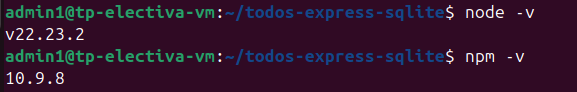 admin1@tp-electiva-vm:~/todos-express-sqlite$ node -v
v22.23.2
admin1@tp-electiva-vm:~/todos-express-sqlite$ npm -v
10.9.8